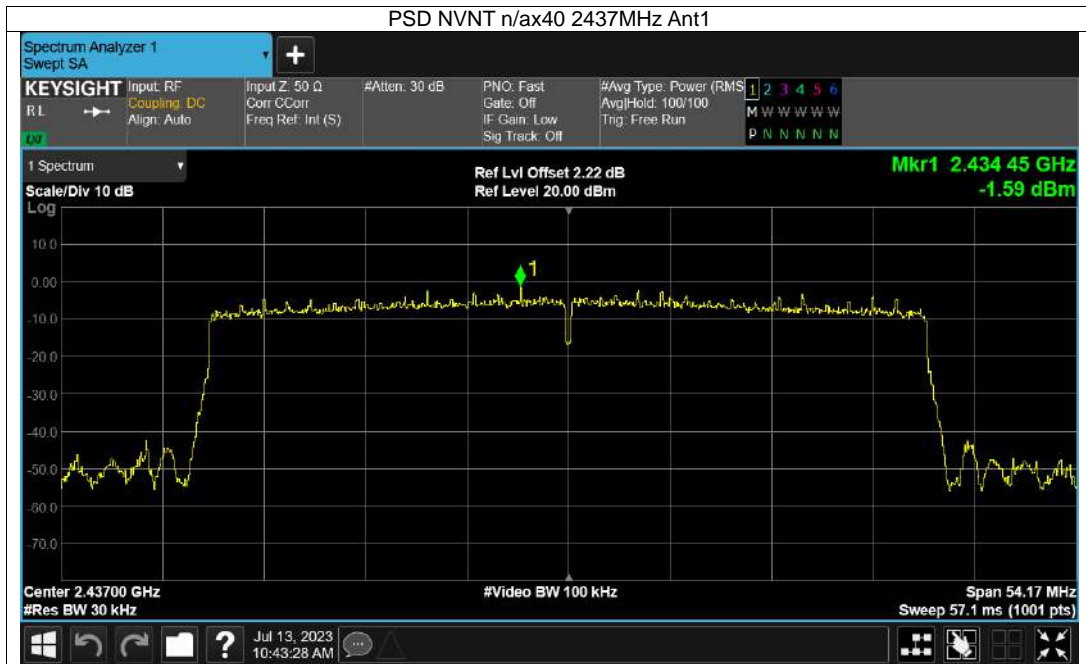 PSD NVNT n/ax40 2437MHz Ant1
Spectrum Analyzer 1
Swept SA
+
KEYSIGHT
RL
LXI
Input: RF
Coupling: DC
Align: Auto
Input Z: 50 Ω
Corr CCorr
Freq Ref: Int (S)
#Atten: 30 dB
PNO: Fast
Gate: Off
IF Gain: Low
Sig Track: Off
#Avg Type: Power (RMS
Avg|Hold: 100/100
Trig: Free Run
1 2 3 4 5 6
M W W W W W
P N N N N N
1 Spectrum
Scale/Div 10 dB
Log
Ref Lvl Offset 2.22 dB
Ref Level 20.00 dBm
Mkr1 2.434 45 GHz
-1.59 dBm
10.0
0.00
-10.0
-20.0
-30.0
-40.0
-50.0
-60.0
-70.0
1
Center 2.43700 GHz
#Res BW 30 kHz
#Video BW 100 kHz
Span 54.17 MHz
Sweep 57.1 ms (1001 pts)
?
Jul 13, 2023
10:43:28 AM